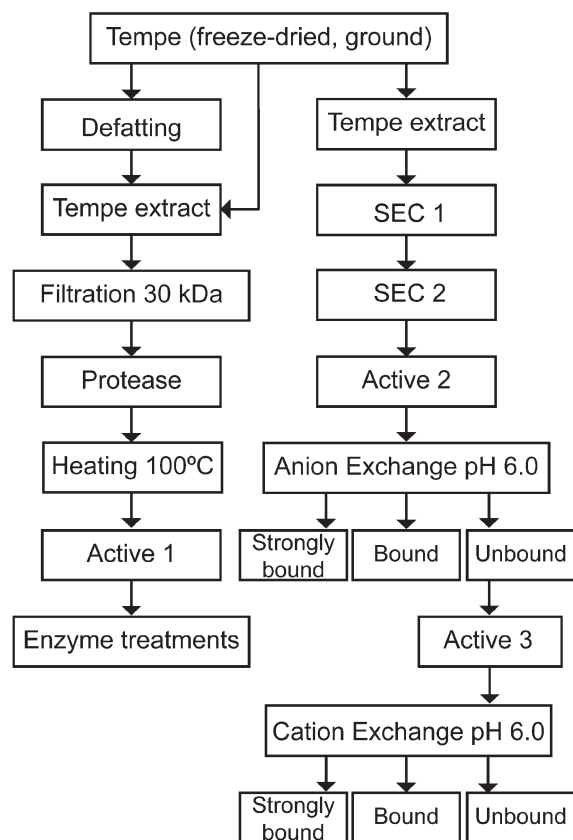 Tempe (freeze-dried, ground)
Defatting
Tempe extract
Filtration 30 kDa
Protease
Heating 100ºC
Active 1
Enzyme treatments
Tempe extract
SEC 1
SEC 2
Active 2
Anion Exchange pH 6.0
Strongly
bound
Bound
Unbound
Active 3
Cation Exchange pH 6.0
Strongly
bound
Bound
Unbound